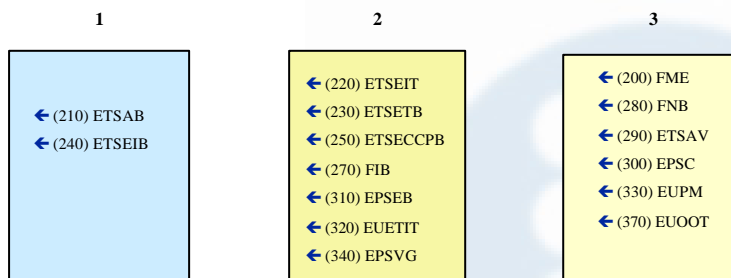 1
← (210) ETSAB
← (240) ETSEIB
2
← (220) ETSEIT
← (230) ETSETB
← (250) ETSECCPB
← (270) FIB
← (310) EPSEB
← (320) EUETIT
← (340) EPSVG
3
← (200) FME
← (280) FNB
← (290) ETSAV
← (300) EPSC
← (330) EUPM
← (370) EUOOT